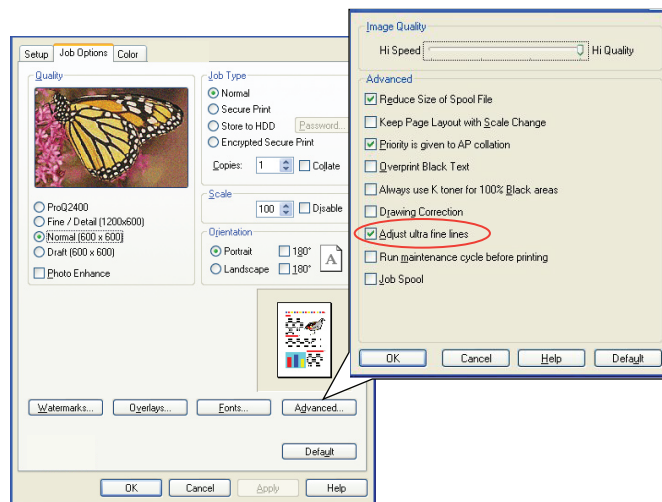 Setup Job Options Color
Quality
ProQ2400
Fine / Detail (1200x600)
Normal (600 x 600)
Draft (600 x 600)
Photo Enhance
Job Type
Normal
Secure Print
Store to HDD Password...
Encrypted Secure Print
Copies: 1 Collate
Scale
100 Disable
Orientation
Portrait 180°
Landscape 180°
A
Watermarks... Overlays... Fonts... Advanced...
Default
OK Cancel Apply Help
Image Quality
Hi Speed Hi Quality
Advanced
Reduce Size of Spool File
Keep Page Layout with Scale Change
Priority is given to AP collation
Overprint Black Text
Always use K toner for 100% Black areas
Drawing Correction
Adjust ultra fine lines
Run maintenance cycle before printing
Job Spool
OK Cancel Help Default